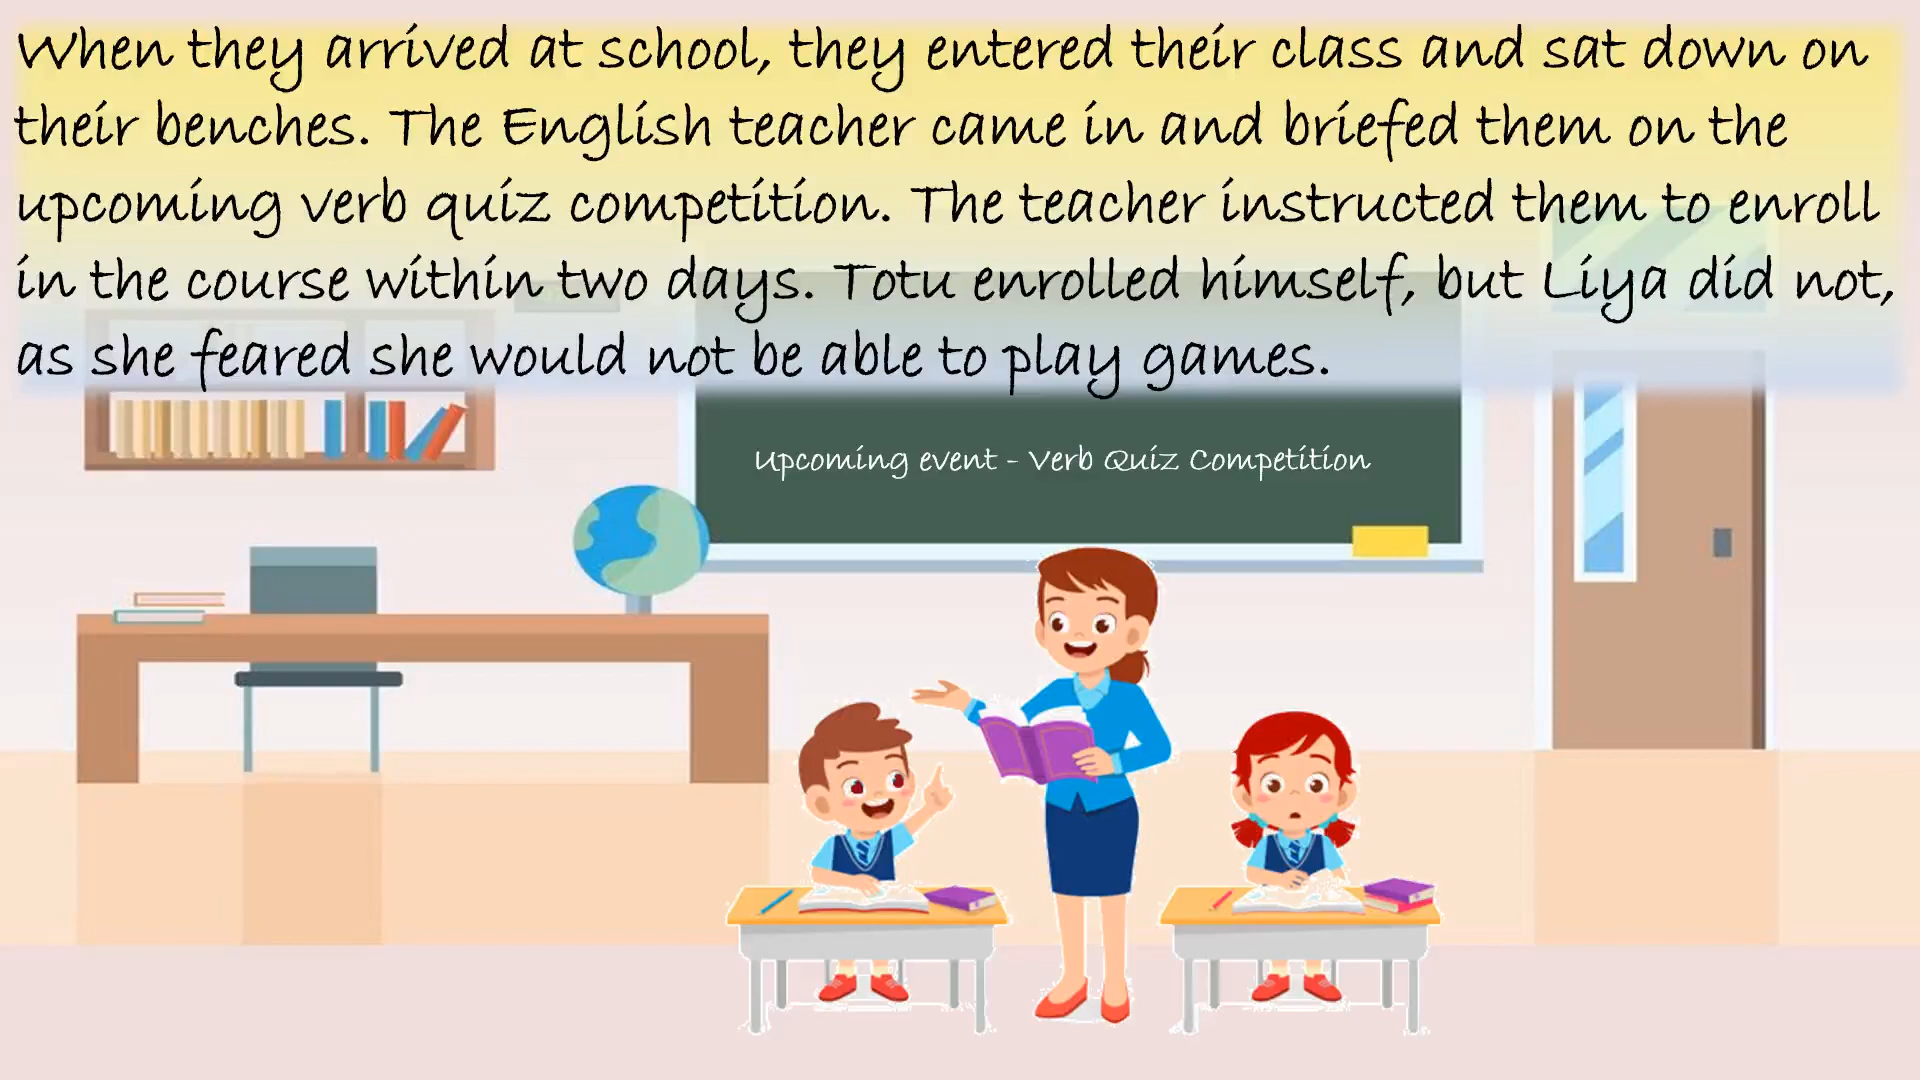 When they arrived at school, they entered their class and sat down on
their benches. The English teacher came in and briefed them on the
upcoming verb quiz competition. The teacher instructed them to enroll
in the course within two days. Totu enrolled himself, but Liya did not,
as she feared she would not be able to play games.
Upcoming event - Verb Quiz Competition